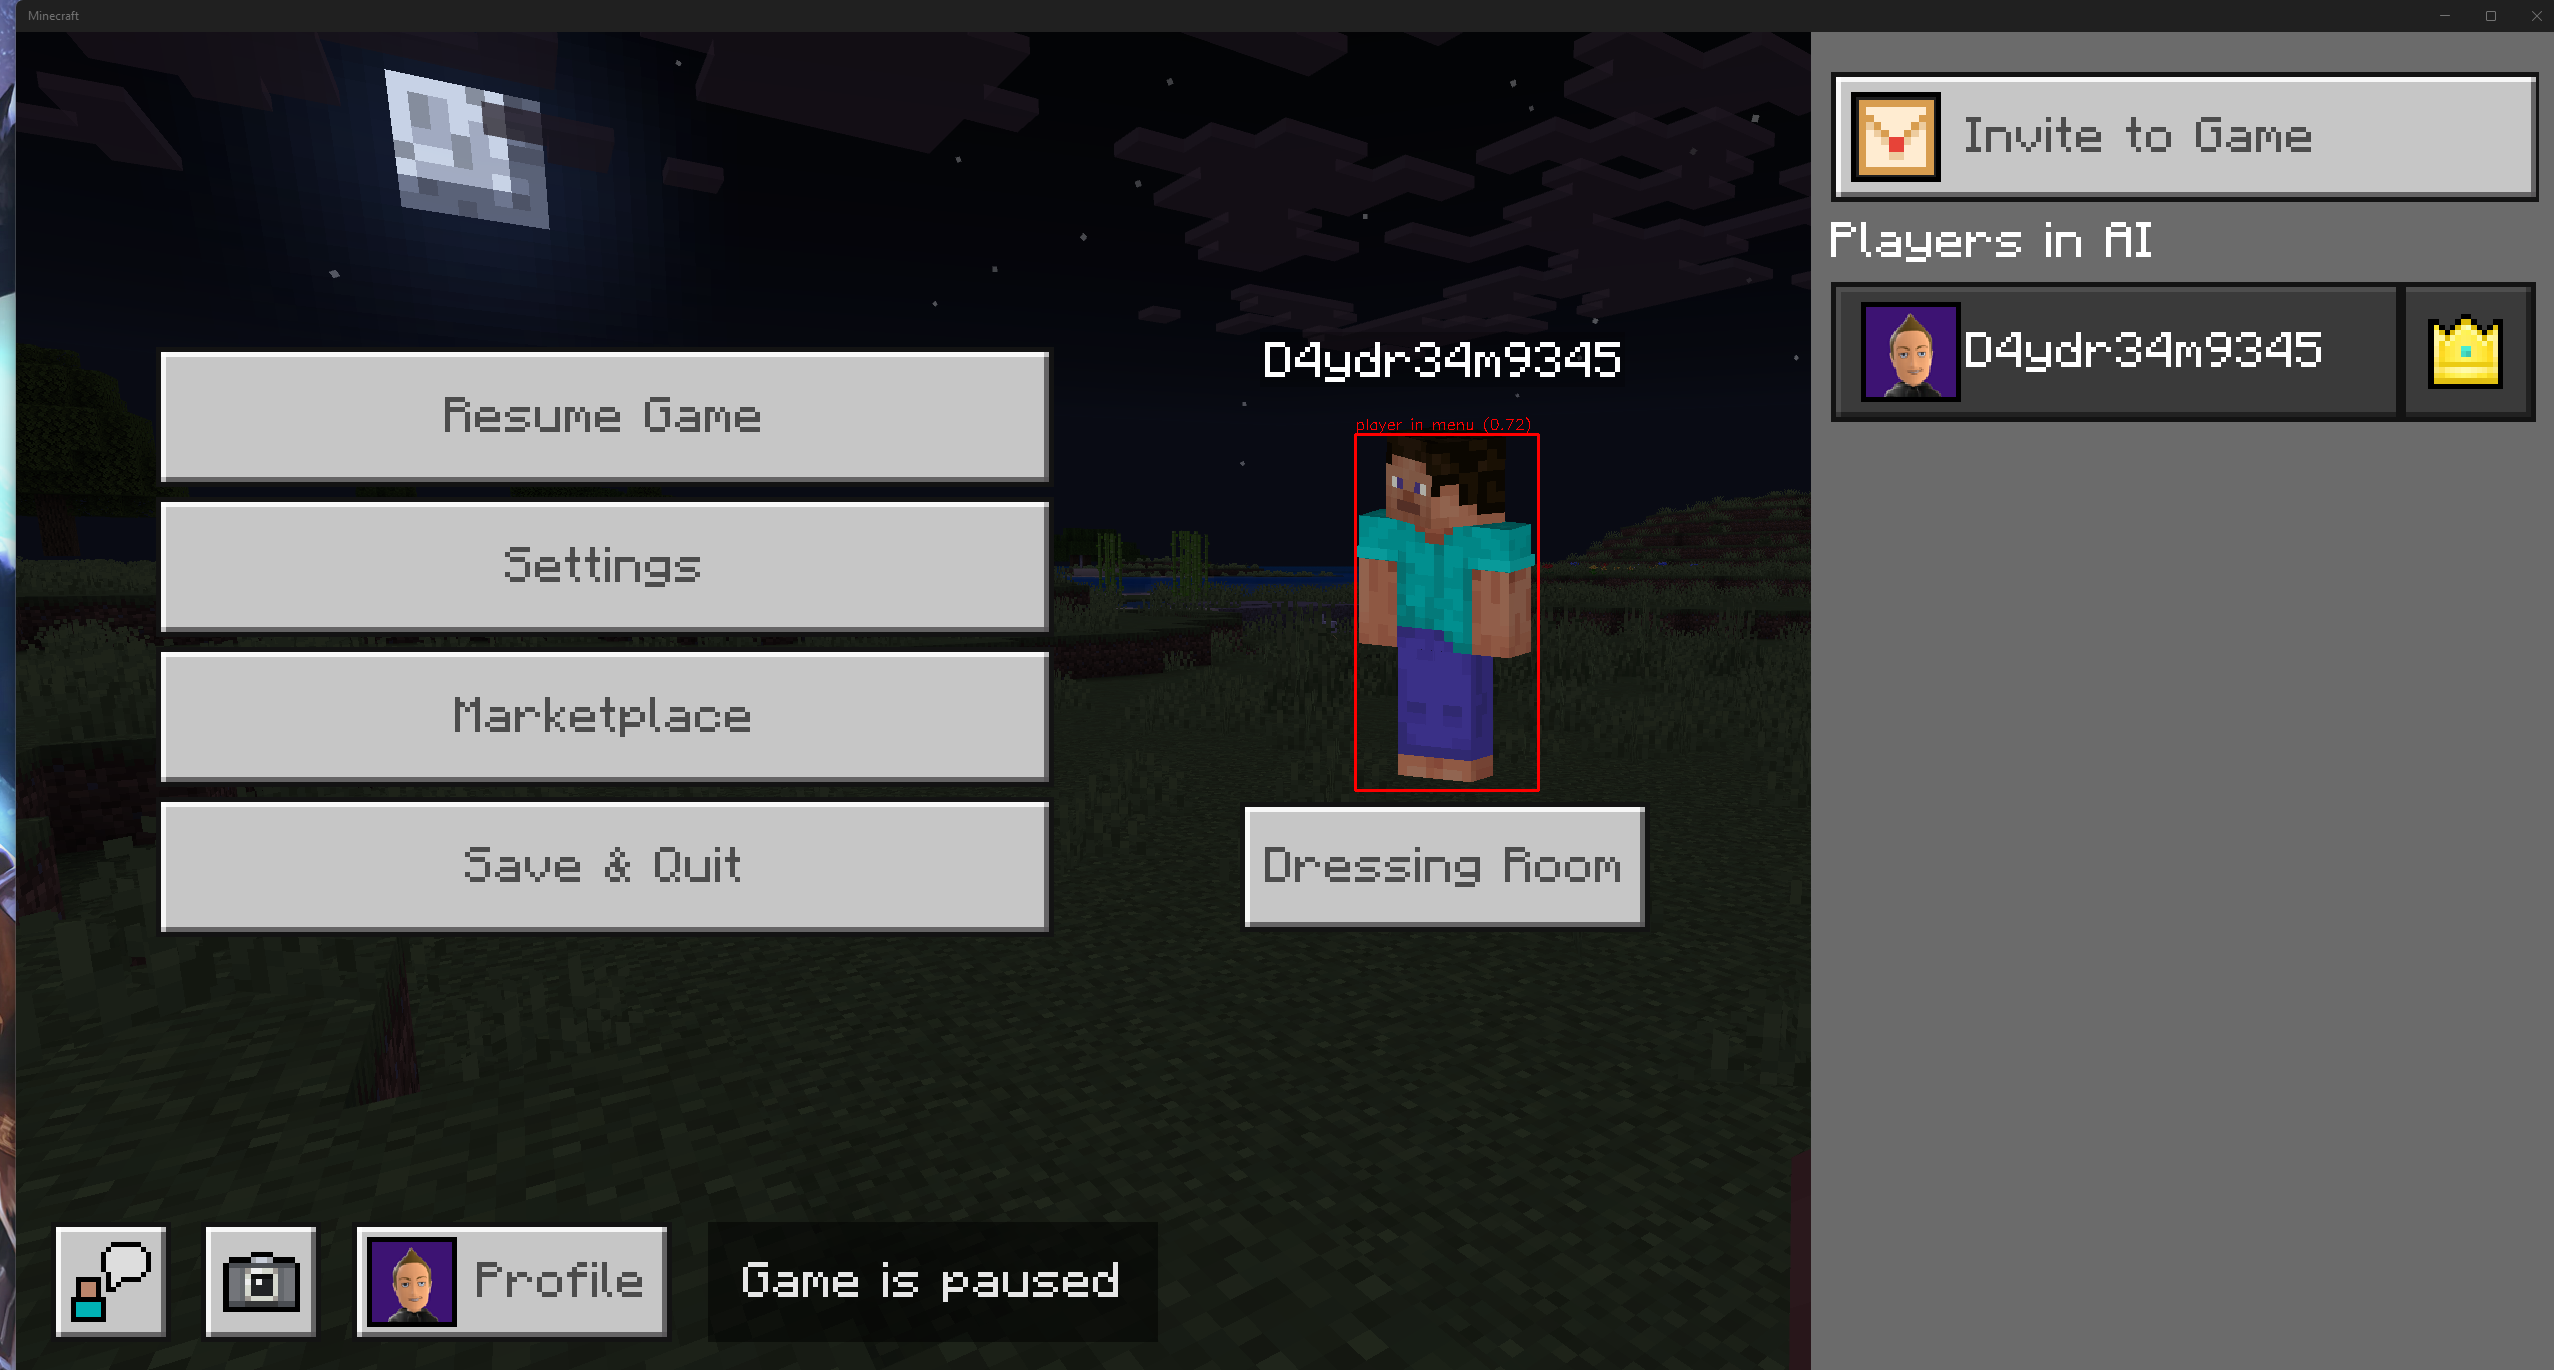 Minecraft
Invite to Game
Players in AI
D4ydr34m9345
D4ydr34m9345
player in menu (0.72)
Resume Game
Settings
Marketplace
Save & Quit
Dressing Room
Profile
Game is paused